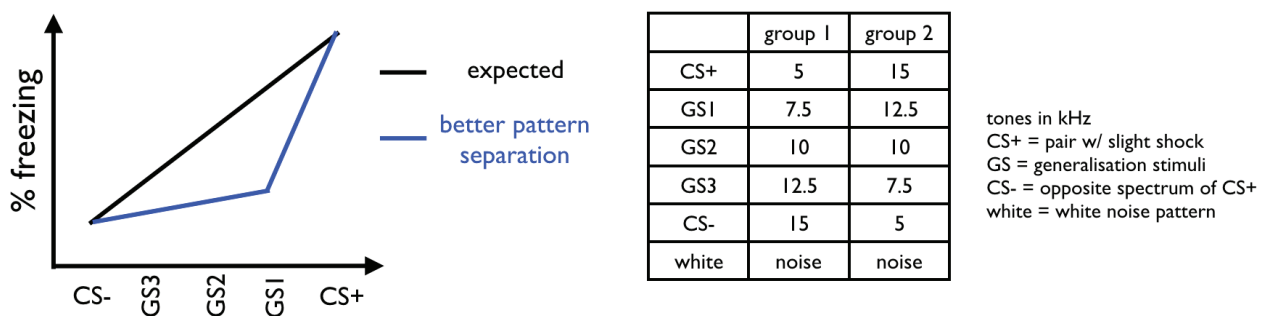 % freezing
CS-
GS3
GS2
GS1
CS+
expected
better pattern
separation
group 1 group 2
CS+ 5 15
GS1 7.5 12.5
GS2 10 10
GS3 12.5 7.5
CS- 15 5
white noise noise
tones in kHz
CS+ = pair w/ slight shock
GS = generalisation stimuli
CS- = opposite spectrum of CS+
white = white noise pattern